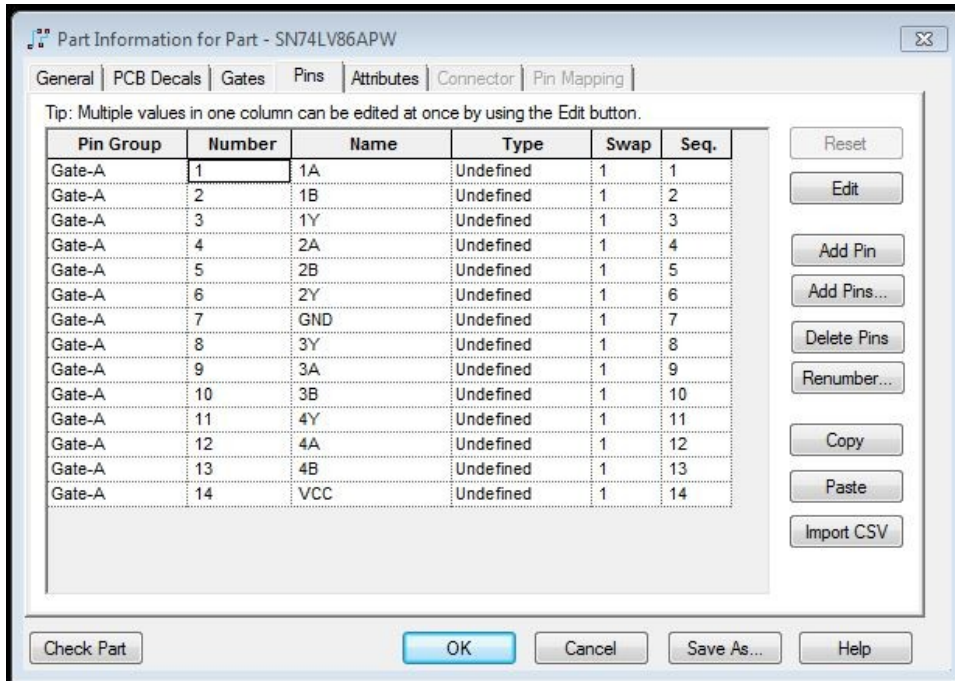 Part Information for Part - SN74LV86APW
General PCB Decals Gates Pins Attributes Connector Pin Mapping
Tip: Multiple values in one column can be edited at once by using the Edit button.
Pin Group Number Name Type Swap Seq.
Gate-A 1 1A Undefined 1 1
Gate-A 2 1B Undefined 1 2
Gate-A 3 1Y Undefined 1 3
Gate-A 4 2A Undefined 1 4
Gate-A 5 2B Undefined 1 5
Gate-A 6 2Y Undefined 1 6
Gate-A 7 GND Undefined 1 7
Gate-A 8 3Y Undefined 1 8
Gate-A 9 3A Undefined 1 9
Gate-A 10 3B Undefined 1 10
Gate-A 11 4Y Undefined 1 11
Gate-A 12 4A Undefined 1 12
Gate-A 13 4B Undefined 1 13
Gate-A 14 VCC Undefined 1 14
Reset
Edit
Add Pin
Add Pins...
Delete Pins
Renumber...
Copy
Paste
Import CSV
Check Part OK Cancel Save As... Help